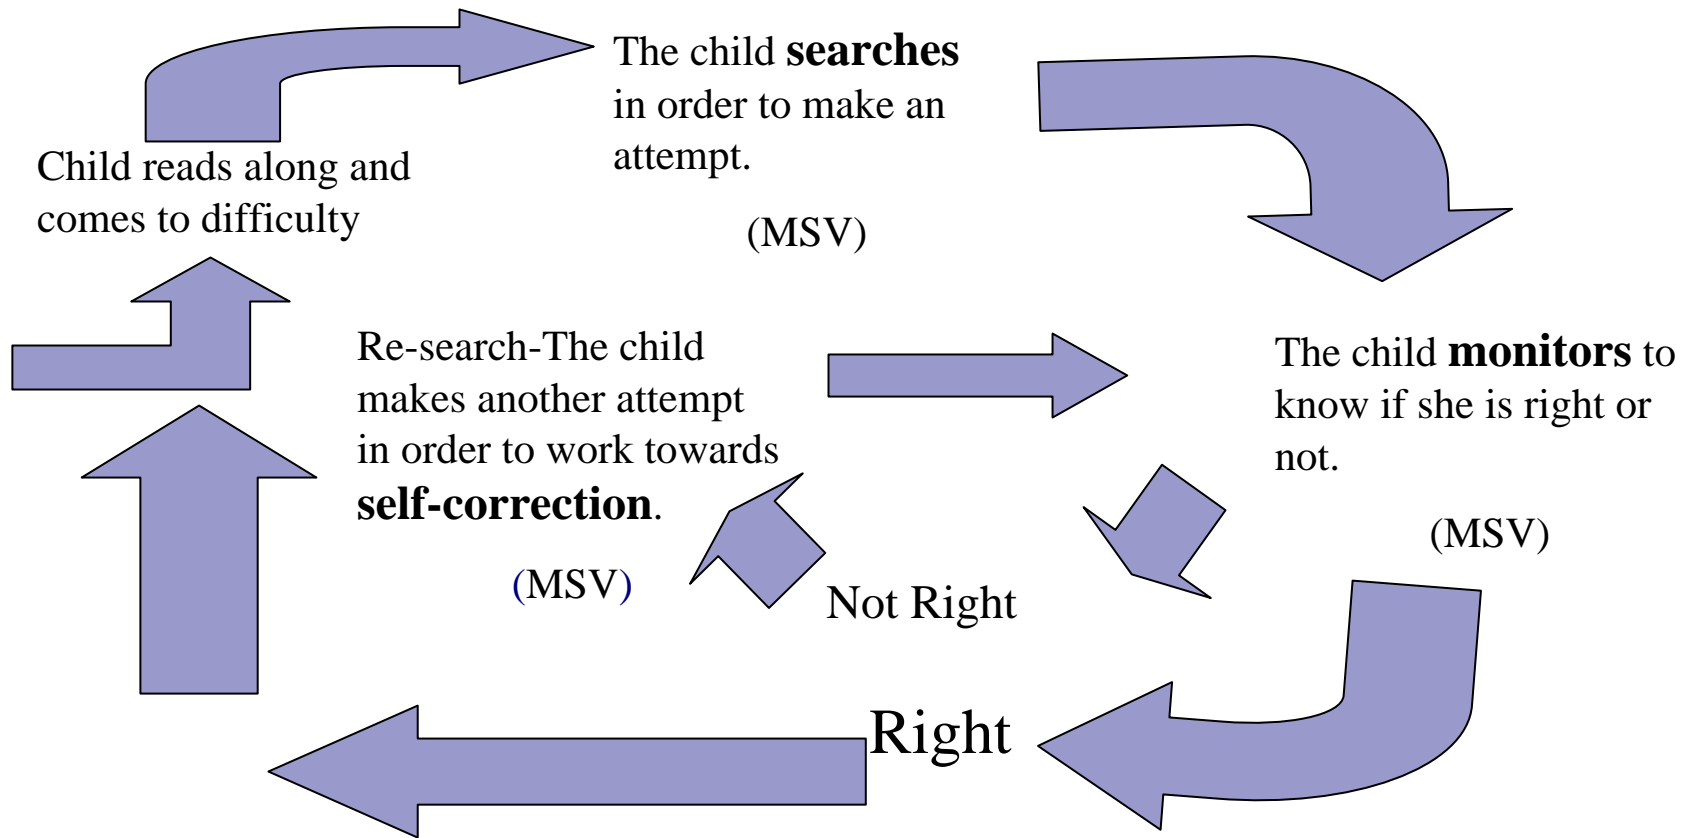 The child searches
in order to make an
attempt.
(MSV)
Child reads along and
comes to difficulty
Re-search-The child
makes another attempt
in order to work towards
self-correction.
(MSV)
The child monitors to
know if she is right or
not.
(MSV)
Not Right
Right